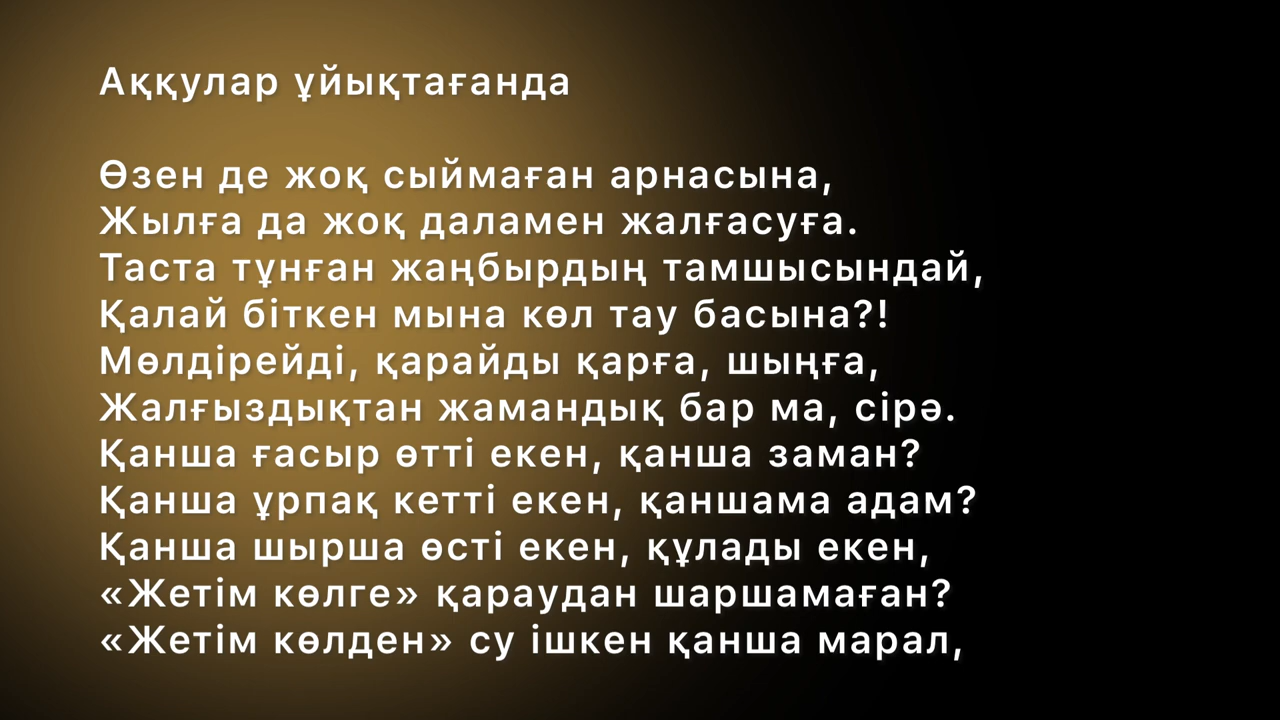 Аққулар ұйықтағанда
Өзен де жоқ сыймаған арнасына,
Жылға да жоқ даламен жалғасуға.
Таста тұнған жаңбырдың тамшысындай,
Қалай біткен мына көл тау басына?!
Мөлдірейді, қарайды қарға, шыңға,
Жалғыздықтан жамандық бар ма, сірә.
Қанша ғасыр өтті екен, қанша заман?
Қанша ұрпақ кетті екен, қаншама адам?
Қанша шырша өсті екен, құлады екен,
«Жетім көлге» қараудан шаршамаған?
«Жетім көлден» су ішкен қанша марал,